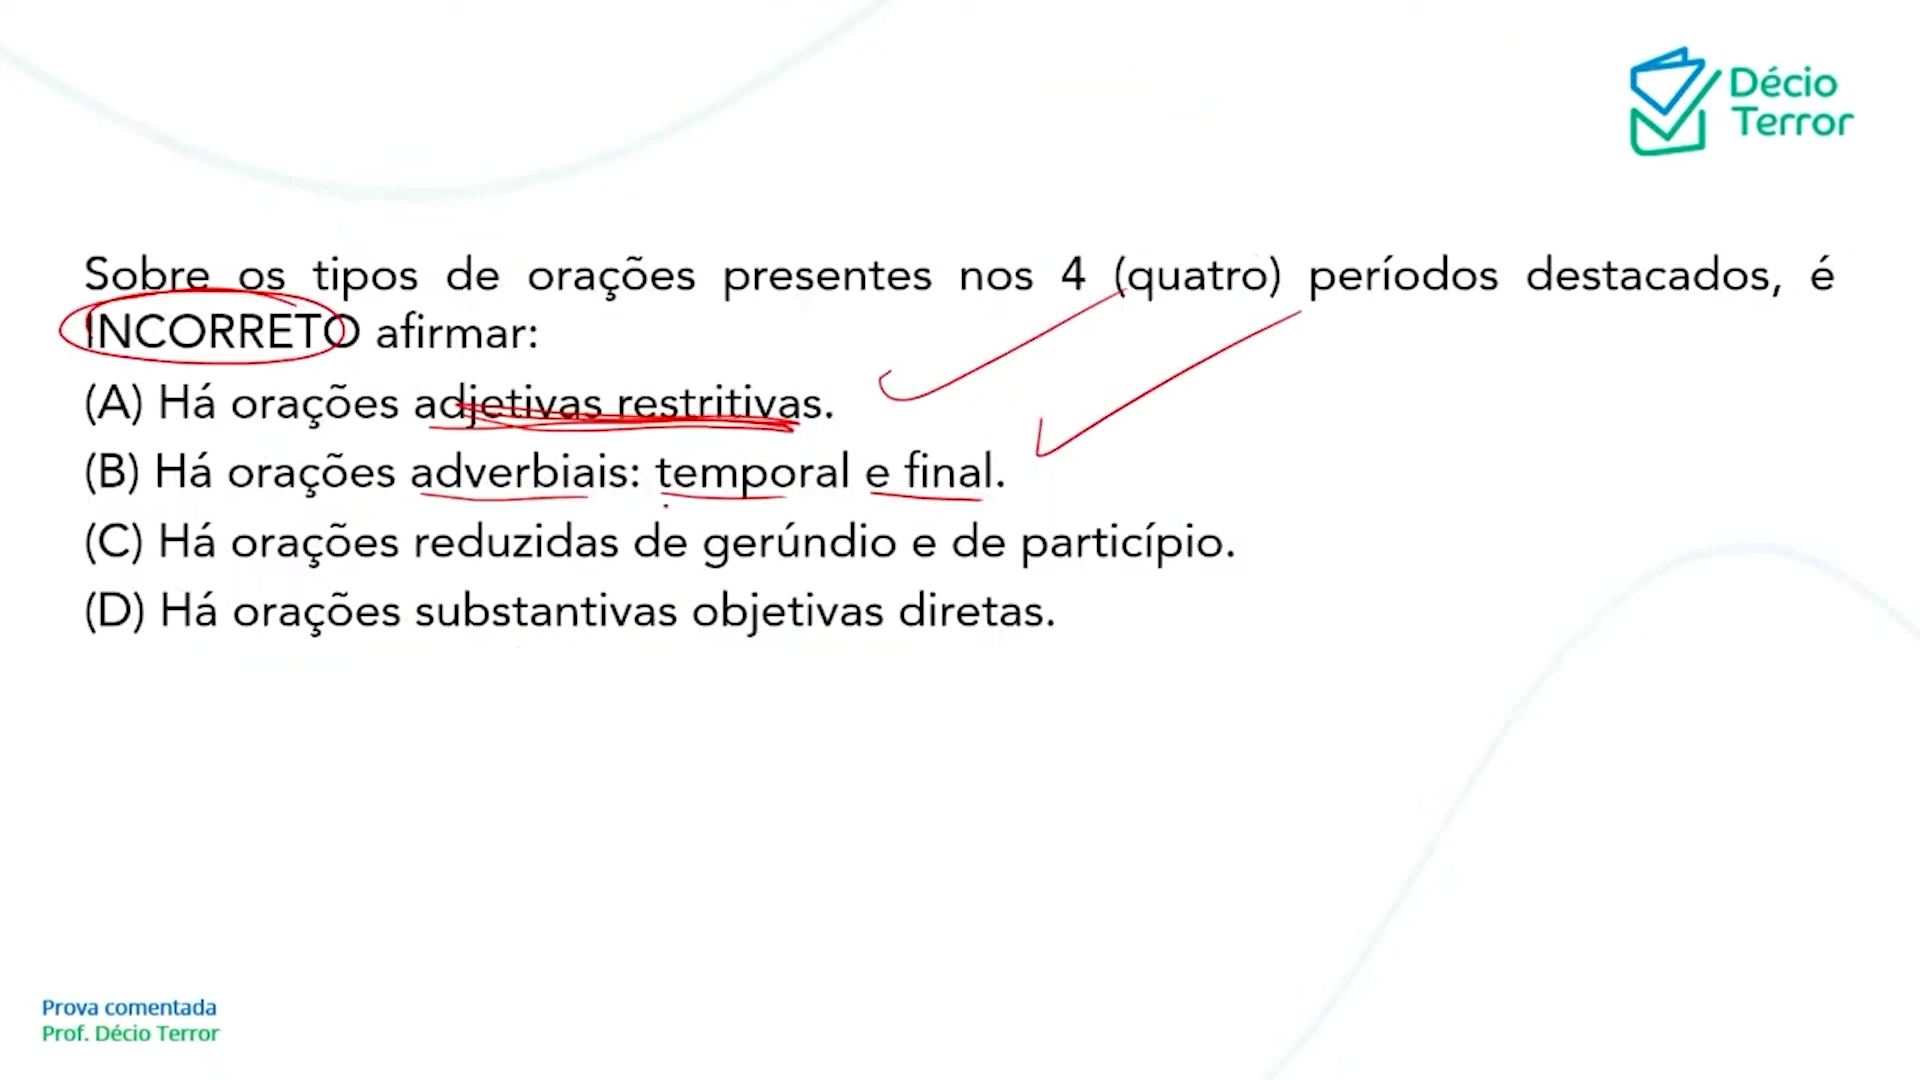 Décio
Terror
Sobre os tipos de orações presentes nos 4 (quatro) períodos destacados, é
INCORRETO afirmar:
(A) Há orações adjetivas restritivas.
(B) Há orações adverbiais: temporal e final.
(C) Há orações reduzidas de gerúndio e de particípio.
(D) Há orações substantivas objetivas diretas.
Prova comentada
Prof. Décio Terror